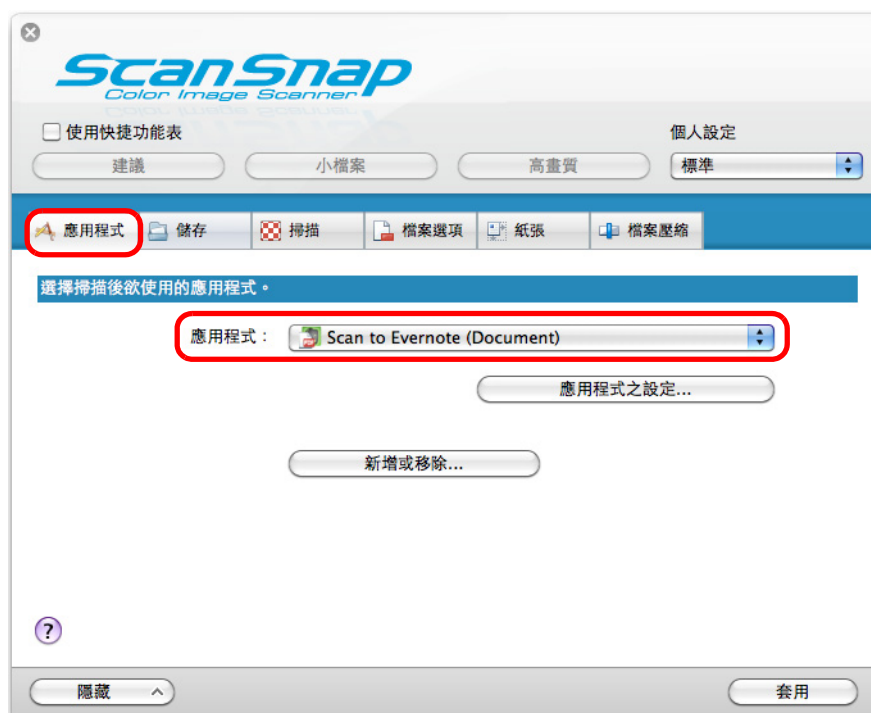 ScanSnap
Color Image Scanner
使用快捷功能表
個人設定
建議
小檔案
高畫質
標準
應用程式
儲存
掃描
檔案選項
紙張
檔案壓縮
選擇掃描後欲使用的應用程式。
應用程式：
Scan to Evernote (Document)
應用程式之設定...
新增或移除...
?
隱藏
套用